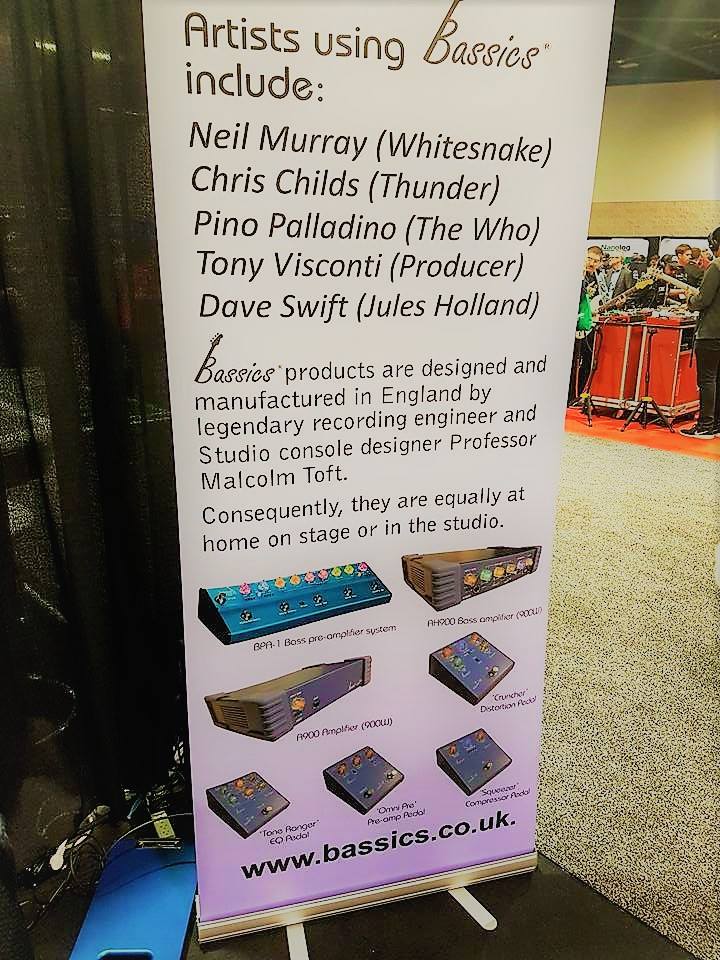 Artists using Bassics®
include:
Neil Murray (Whitesnake)
Chris Childs (Thunder)
Pino Palladino (The Who)
Tony Visconti (Producer)
Dave Swift (Jules Holland)
Bassics® products are designed and
manufactured in England by
legendary recording engineer and
Studio console designer Professor
Malcolm Toft.
Consequently, they are equally at
home on stage or in the studio.
BPA-1 Bass pre-amplifier system
AH900 Bass amplifier (900W)
A900 Amplifier (900W)
'Cruncher'
Distortion Pedal
'Tone Ranger'
EQ Pedal
'Omni Pre'
Pre-amp Pedal
'Squeezer'
Compressor Pedal
www.bassics.co.uk.